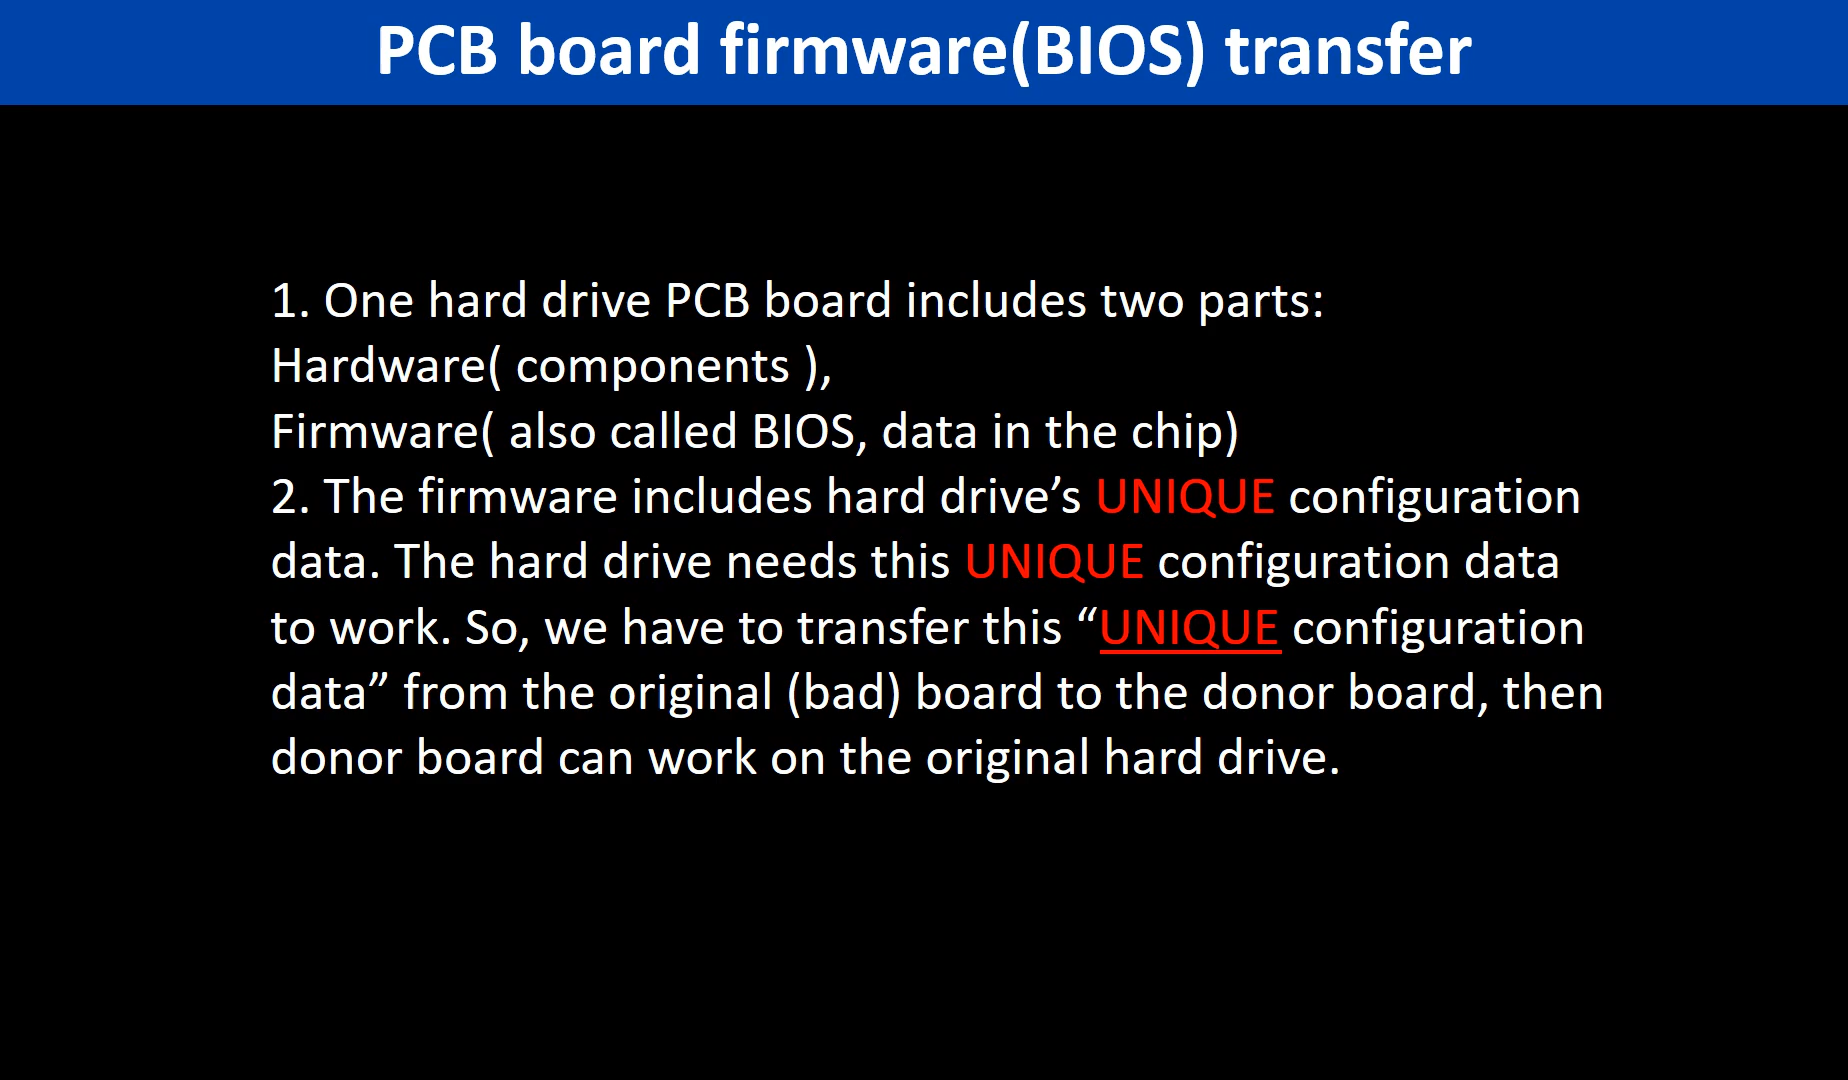 PCB board firmware(BIOS) transfer
1. One hard drive PCB board includes two parts:
Hardware( components ),
Firmware( also called BIOS, data in the chip)
2. The firmware includes hard drive’s UNIQUE configuration
data. The hard drive needs this UNIQUE configuration data
to work. So, we have to transfer this “UNIQUE configuration
data” from the original (bad) board to the donor board, then
donor board can work on the original hard drive.